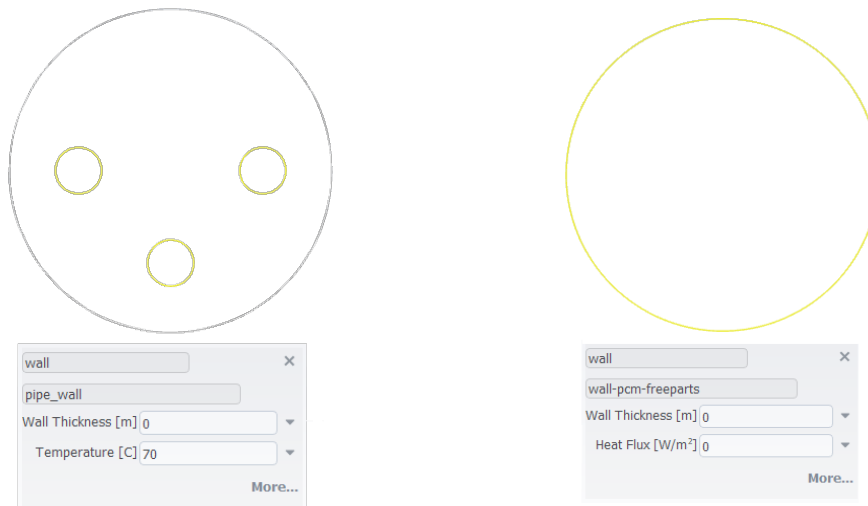 wall ×
pipe_wall
Wall Thickness [m] 0
Temperature [C] 70
More...
wall ×
wall-pcm-freeparts
Wall Thickness [m] 0
Heat Flux [W/m²] 0
More...